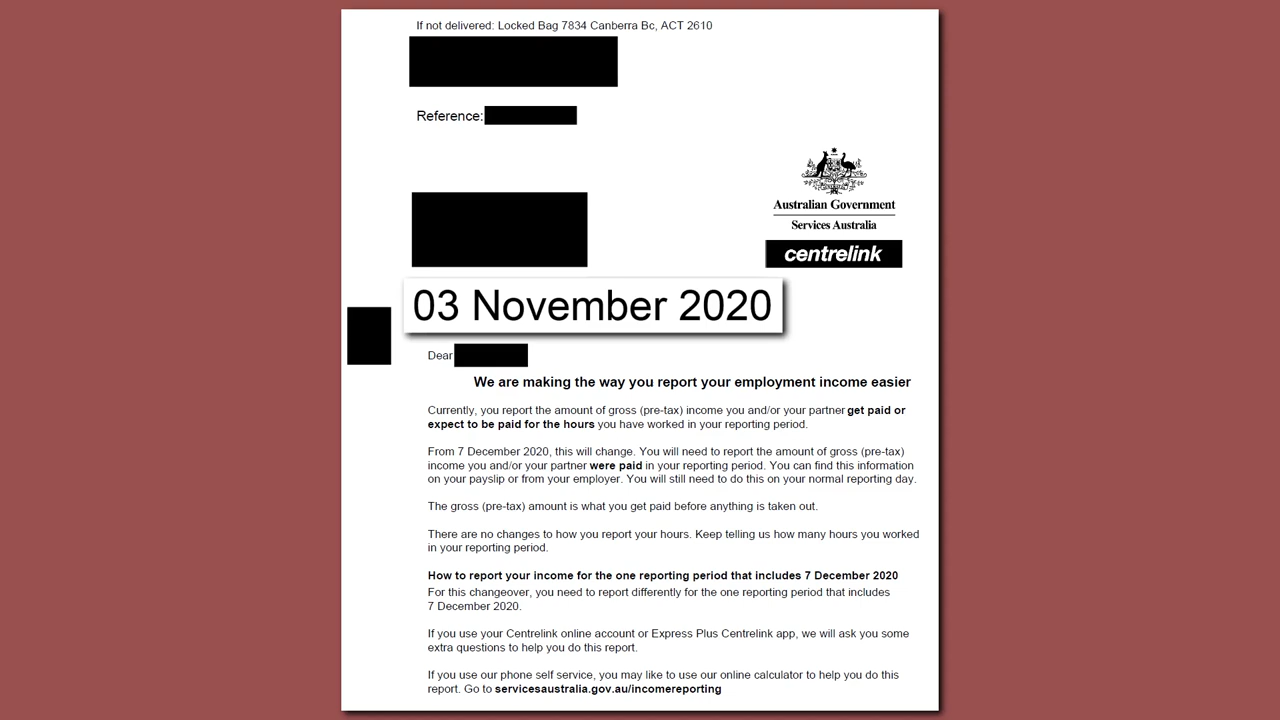 If not delivered: Locked Bag 7834 Canberra Bc, ACT 2610
Reference:
Australian Government
Services Australia
centrelink
03 November 2020
Dear
We are making the way you report your employment income easier
Currently, you report the amount of gross (pre-tax) income you and/or your partner get paid or
expect to be paid for the hours you have worked in your reporting period.
From 7 December 2020, this will change. You will need to report the amount of gross (pre-tax)
income you and/or your partner were paid in your reporting period. You can find this information
on your payslip or from your employer. You will still need to do this on your normal reporting day.
The gross (pre-tax) amount is what you get paid before anything is taken out.
There are no changes to how you report your hours. Keep telling us how many hours you worked
in your reporting period.
How to report your income for the one reporting period that includes 7 December 2020
For this changeover, you need to report differently for the one reporting period that includes
7 December 2020.
If you use your Centrelink online account or Express Plus Centrelink app, we will ask you some
extra questions to help you do this report.
If you use our phone self service, you may like to use our online calculator to help you do this
report. Go to servicesaustralia.gov.au/incomereporting